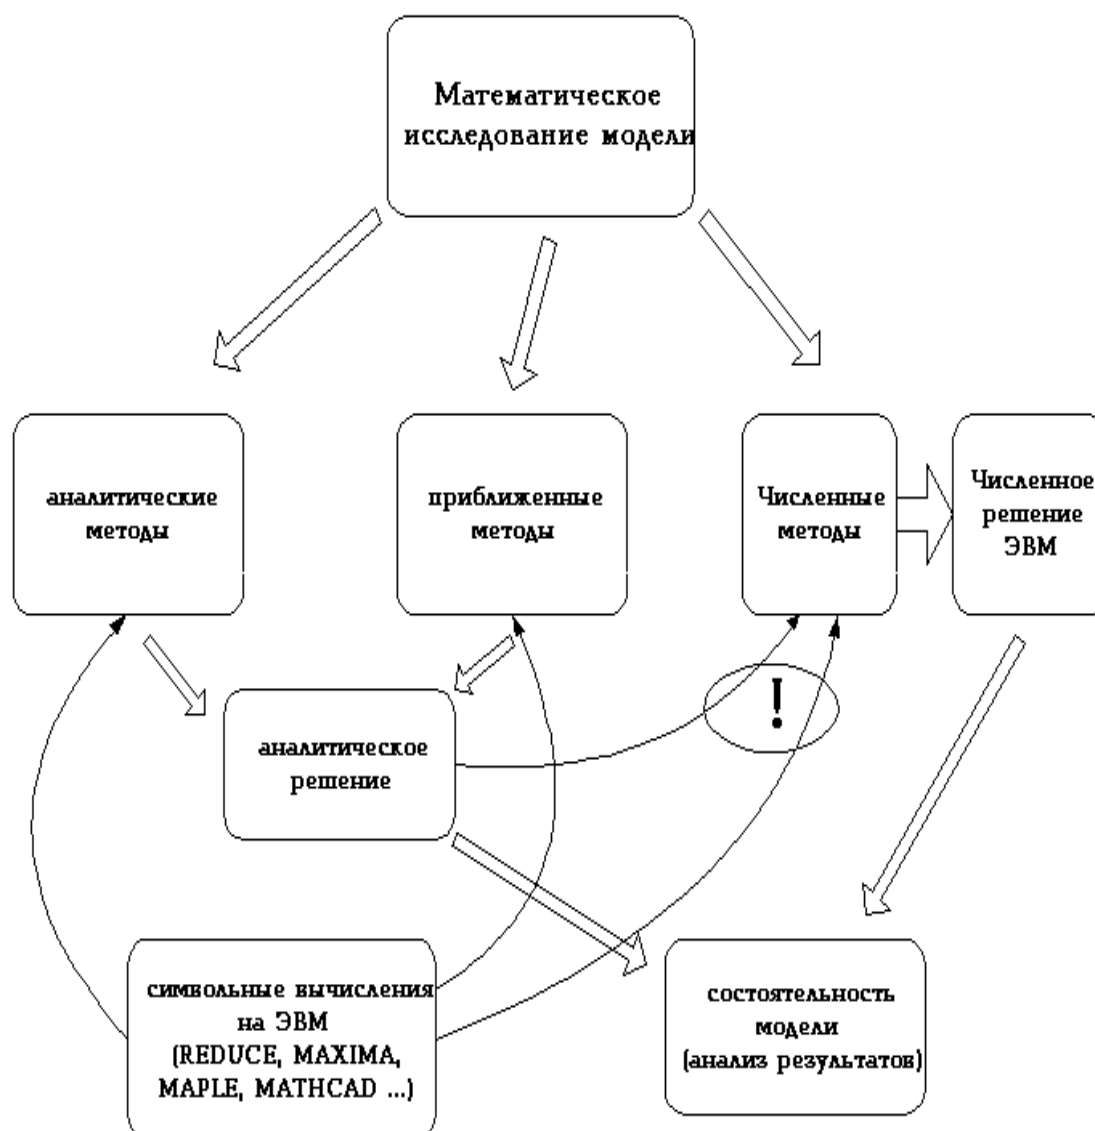 Математическое
исследование модели
аналитические
методы
приближенные
методы
Численные
методы
Численное
решение
ЭВМ
!
аналитическое
решение
символьные вычисления
на ЭВМ
(REDUCE, MAXIMA,
MAPLE, MATHCAD ...)
состоятельность
модели
(анализ результатов)